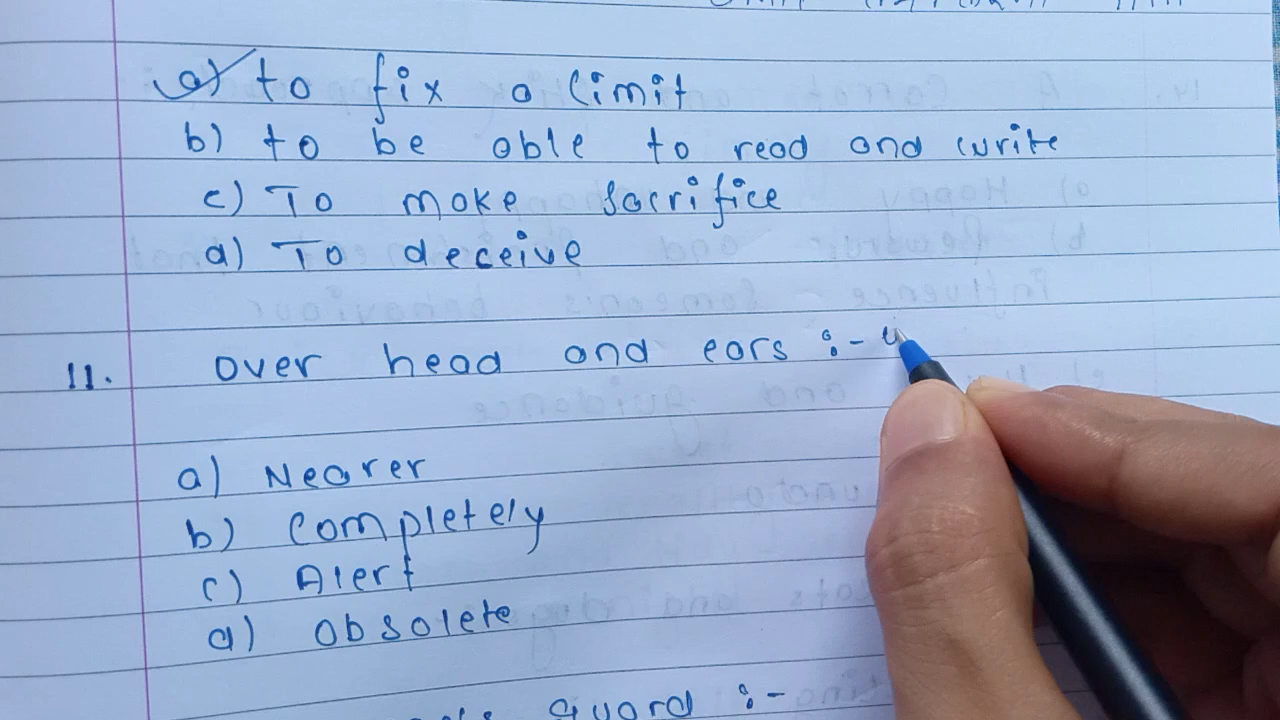 a) to fix a limit
b) to be able to read and write
c) To make sacrifice
d) To deceive
11. over head and ears :-
a) Nearer
b) Completely
c) Alert
d) Obsolete
guard :-